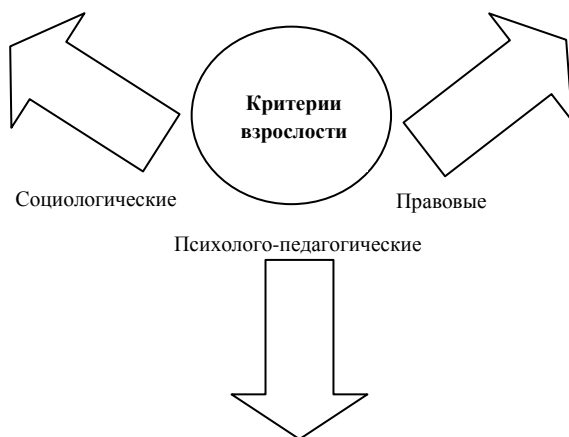 Критерии
взрослости
Социологические
Правовые
Психолого-педагогические